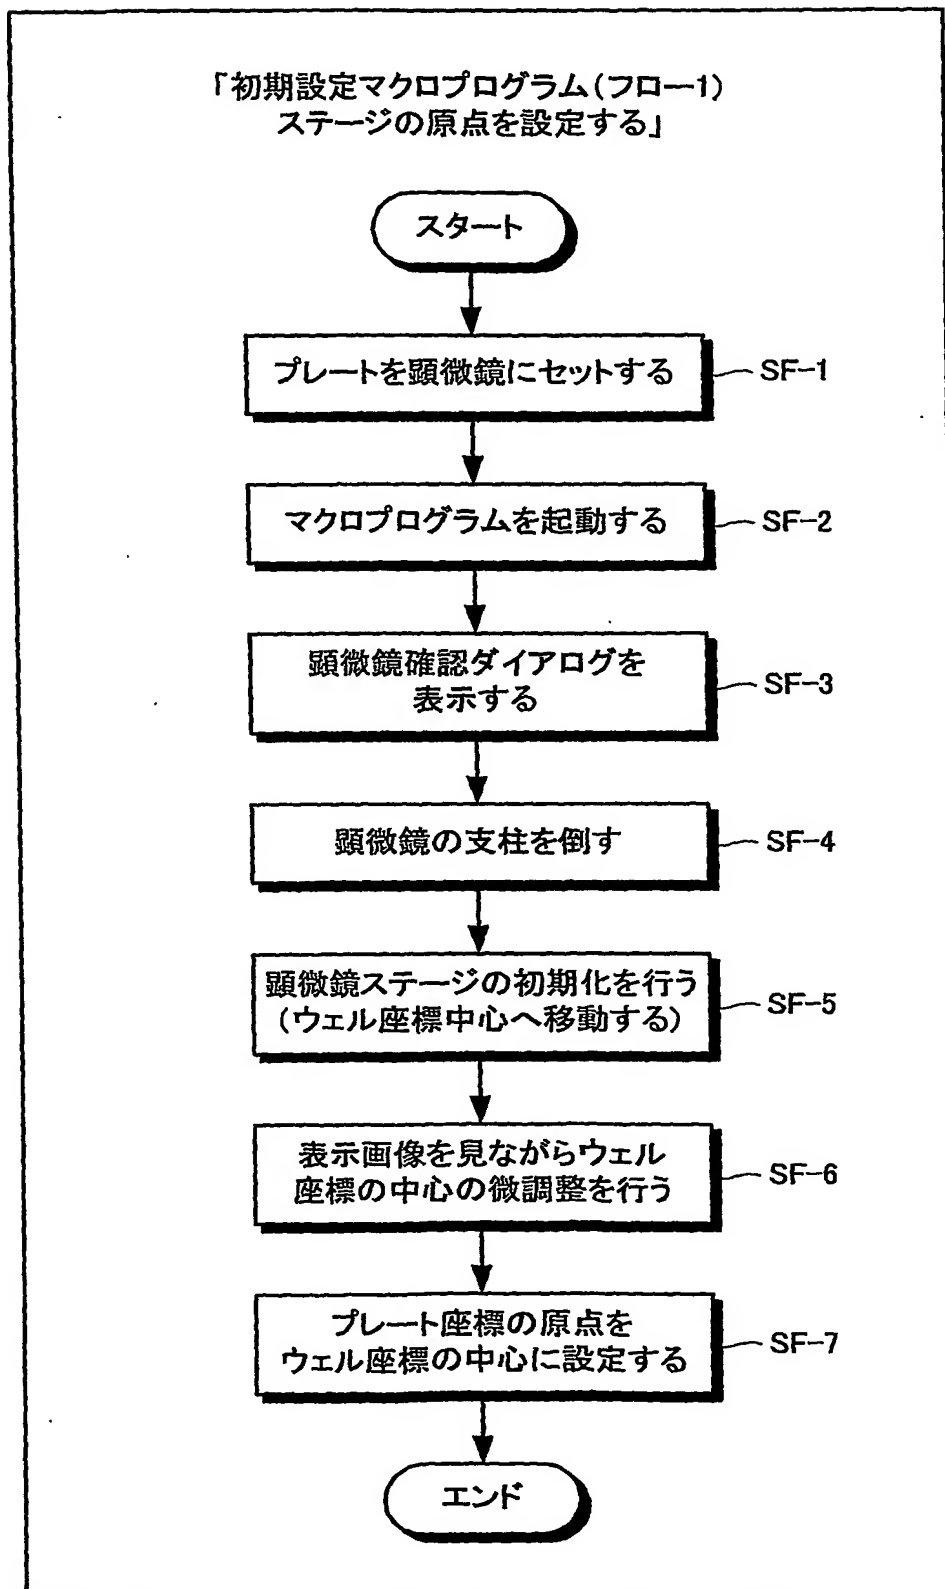 「初期設定マクロプログラム(フロー1)
ステージの原点を設定する」
スタート
プレートを顕微鏡にセットする
SF-1
マクロプログラムを起動する
SF-2
顕微鏡確認ダイアログを
表示する
SF-3
顕微鏡の支柱を倒す
SF-4
顕微鏡ステージの初期化を行う
(ウェル座標中心へ移動する)
SF-5
表示画像を見ながらウェル
座標の中心の微調整を行う
SF-6
プレート座標の原点を
ウェル座標の中心に設定する
SF-7
エンド